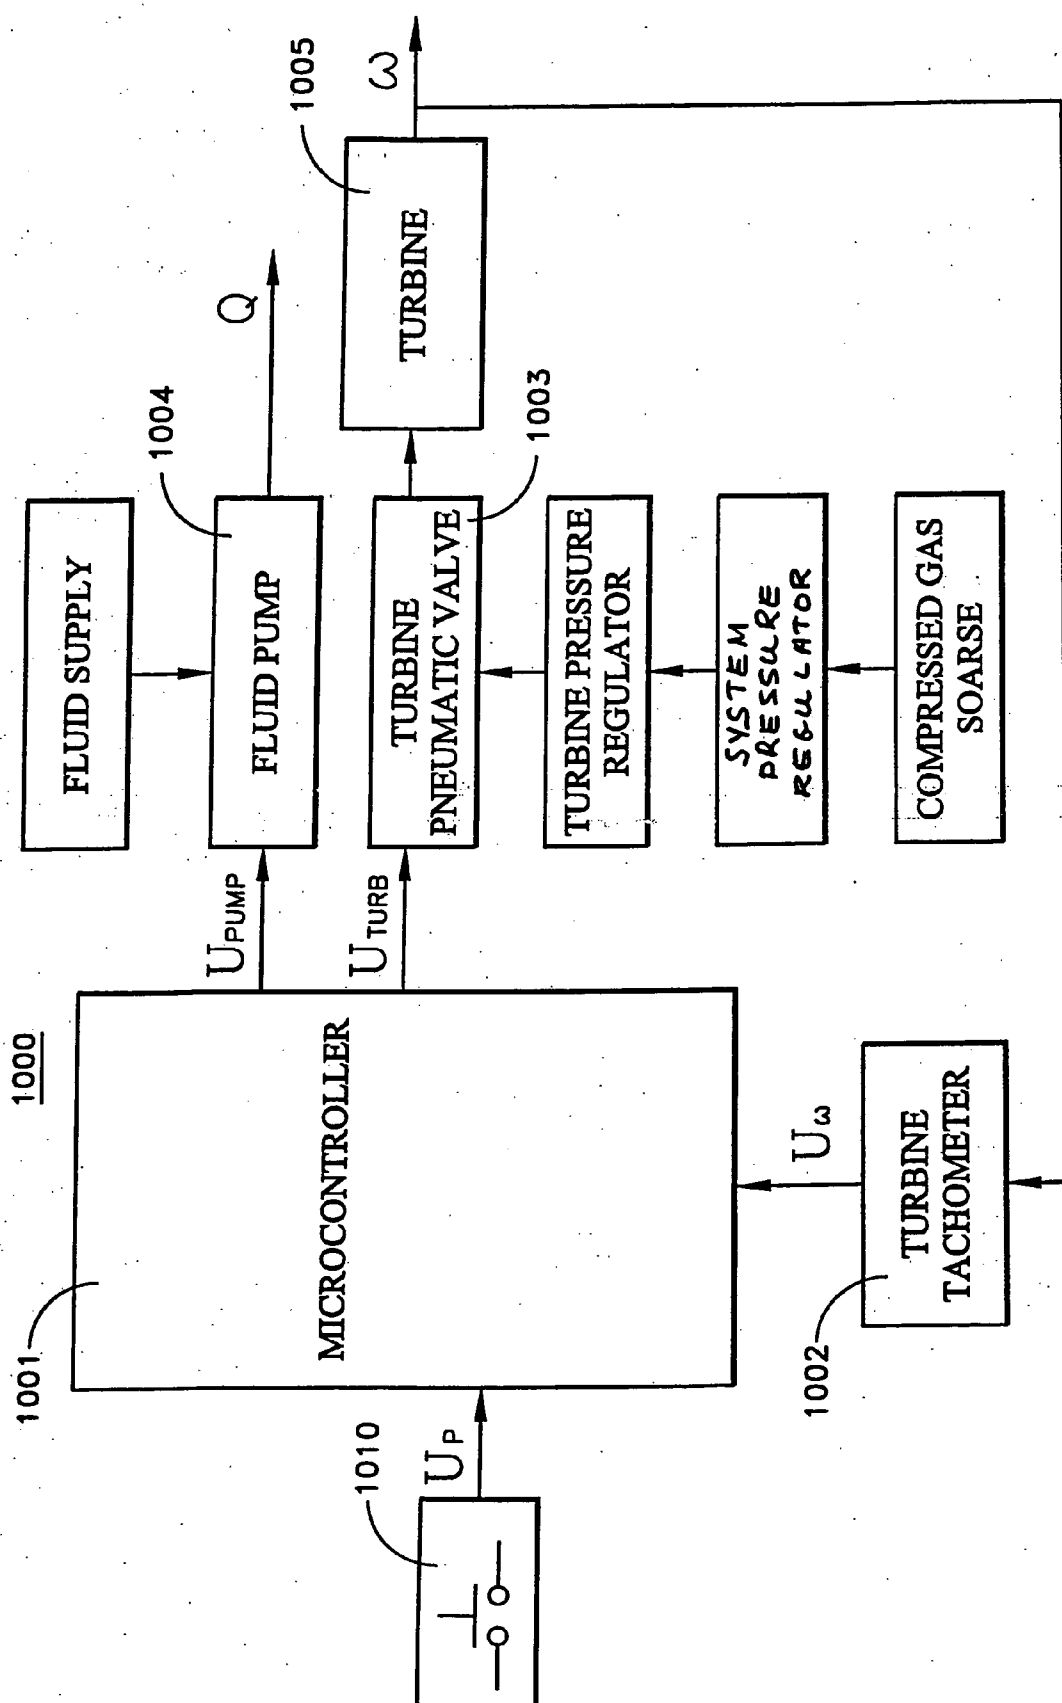 1000
1001
MICROCONTROLLER
1010
U_P
1002
TURBINE
TACHOMETER
U_ω
U_PUMP
U_TURB
FLUID SUPPLY
1004
FLUID PUMP
Q
TURBINE
PNEUMATIC VALVE
1003
TURBINE
1005
ω
TURBINE PRESSURE
REGULATOR
SYSTEM
PRESSURE
REGULATOR
COMPRESSED GAS
SOARSE